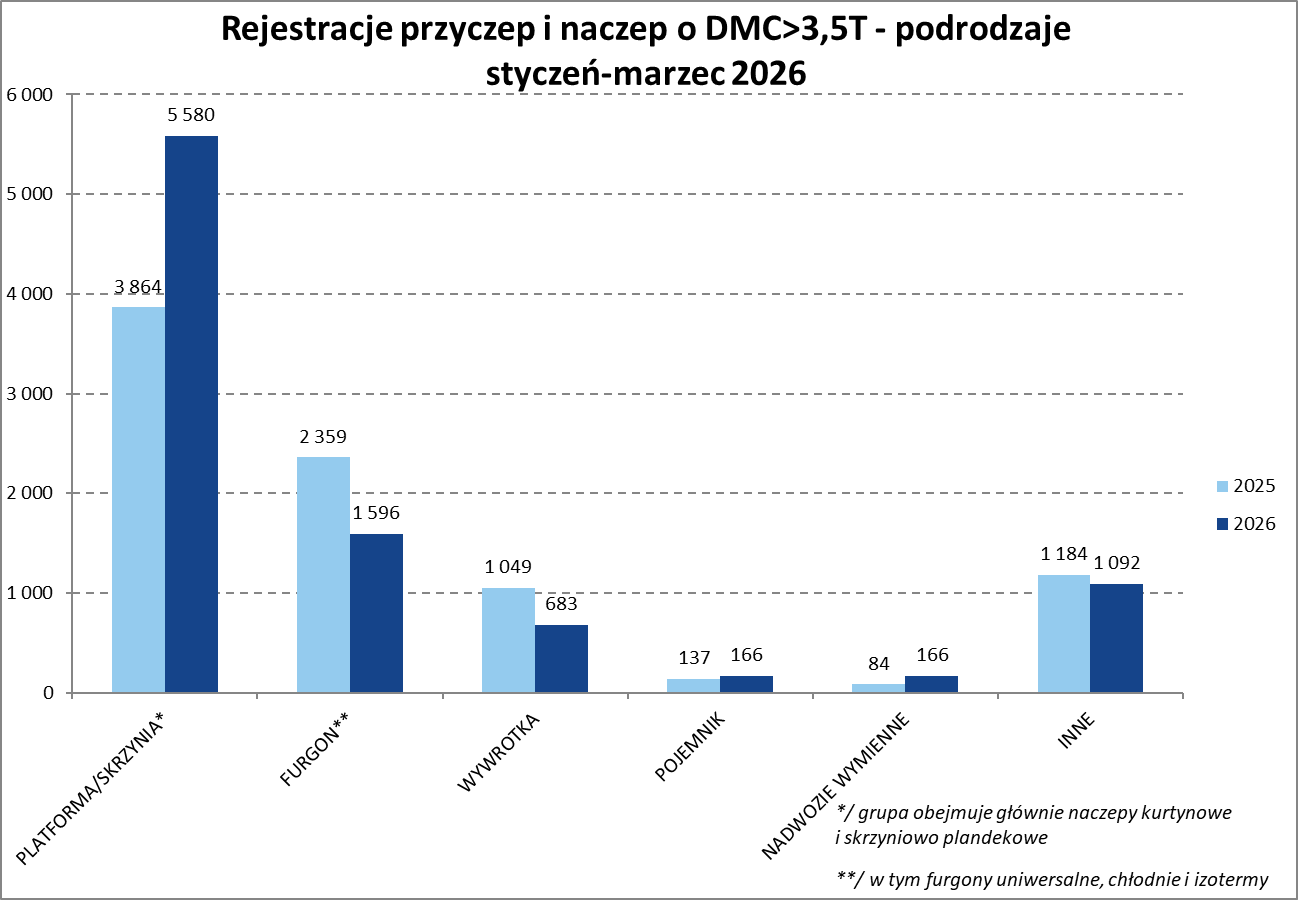 Rejestracje przyczep i naczep o DMC>3,5T - podrodzaje
styczeń-marzec 2026
6 000
5 000
4 000
3 000
2 000
1 000
0
3 864
5 580
2 359
1 596
1 049
683
137
166
84
166
1 184
1 092
PLATFORMA/SKRZYNIA*
FURGON**
WYWROTKA
POJEMNIK
NADWOZIE WYMIENNE
INNE
2025
2026
*/ grupa obejmuje głównie naczepy kurtynowe
i skrzyniowo plandekowe
**/ w tym furgony uniwersalne, chłodnie i izotermy